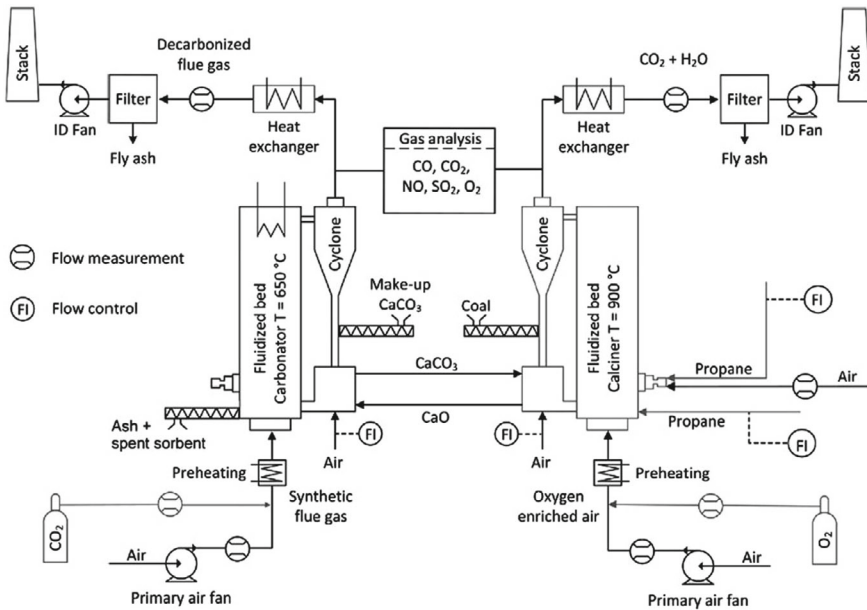 Stack
ID Fan
Filter
Fly ash
Decarbonized
flue gas
Heat
exchanger
Gas analysis
CO, CO₂,
NO, SO₂, O₂
Heat
exchanger
CO₂ + H₂O
Filter
Fly ash
ID Fan
Stack
Flow measurement
FI
Flow control
Fluidized bed
Carbonator T = 650 °C
Cyclone
Make-up
CaCO₃
Coal
Cyclone
Fluidized bed
Calciner T = 900 °C
FI
Propane
Air
Propane
FI
CaCO₃
CaO
Ash +
spent sorbent
FI
Air
FI
Air
Preheating
Synthetic
flue gas
CO₂
Air
Primary air fan
Preheating
Oxygen
enriched air
O₂
Air
Primary air fan